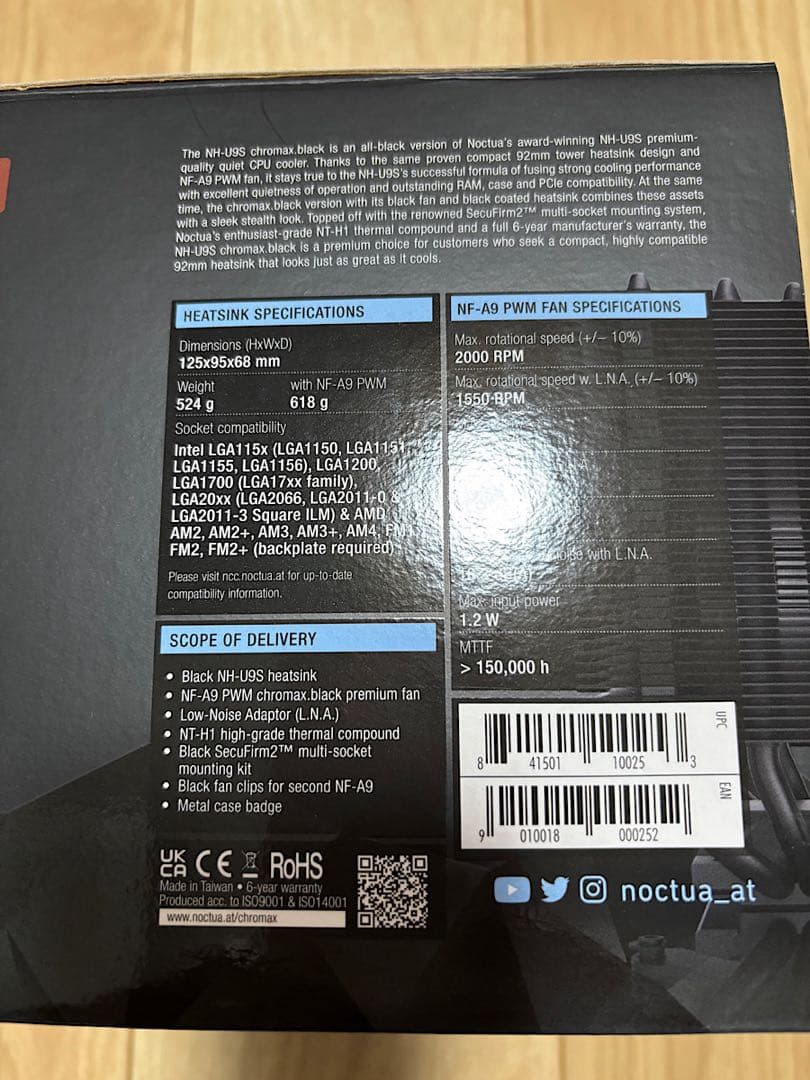 The NH-U9S chromax.black is an all-black version of Noctua's award-winning NH-U9S premium-
quality quiet CPU cooler. Thanks to the same proven compact 92mm tower heatsink design and
NF-A9 PWM fan, it stays true to the NH-U9S's successful formula of fusing strong cooling performance
with excellent quietness of operation and outstanding RAM, case and PCIe compatibility. At the same
time, the chromax.black version with its black fan and black coated heatsink combines these assets
with a sleek stealth look. Topped off with the renowned SecuFirm2™ multi-socket mounting system,
Noctua's enthusiast-grade NT-H1 thermal compound and a full 6-year manufacturer's warranty, the
NH-U9S chromax.black is a premium choice for customers who seek a compact, highly compatible
92mm heatsink that looks just as great as it cools.
HEATSINK SPECIFICATIONS
Dimensions (HxWxD)
125x95x68 mm
Weight with NF-A9 PWM
524 g 618 g
Socket compatibility
Intel LGA115x (LGA1150, LGA1151,
LGA1155, LGA1156), LGA1200,
LGA1700 (LGA17xx family),
LGA20xx (LGA2066, LGA2011-0 &
LGA2011-3 Square ILM) & AMD
AM2, AM2+, AM3, AM3+, AM4, FM1,
FM2, FM2+ (backplate required)
Please visit ncc.noctua.at for up-to-date
compatibility information.
SCOPE OF DELIVERY
• Black NH-U9S heatsink
• NF-A9 PWM chromax.black premium fan
• Low-Noise Adaptor (L.N.A.)
• NT-H1 high-grade thermal compound
• Black SecuFirm2™ multi-socket
mounting kit
• Black fan clips for second NF-A9
• Metal case badge
UK CA CE RoHS
Made in Taiwan • 6-year warranty
Produced acc. to ISO9001 & ISO14001
www.noctua.at/chromax
NF-A9 PWM FAN SPECIFICATIONS
Max. rotational speed (+/– 10%)
2000 RPM
Max. rotational speed w. L.N.A. (+/– 10%)
1550 RPM
noise with L.N.A.
Max. input power
1.2 W
MTTF
> 150,000 h
UPC
8 41501 10025 3
EAN
9 010018 000252
noctua_at